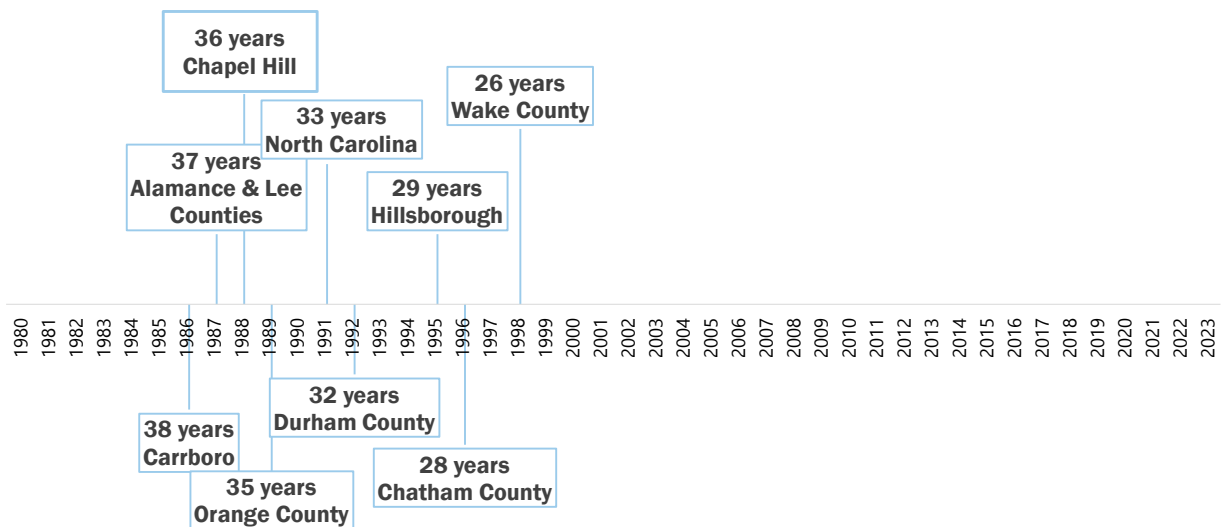 36 years
Chapel Hill
26 years
Wake County
33 years
North Carolina
37 years
Alamance & Lee
Counties
29 years
Hillsborough
1980
1981
1982
1983
1984
1985
1986
1987
1988
1989
1990
1991
1992
1993
1994
1995
1996
1997
1998
1999
2000
2001
2002
2003
2004
2005
2006
2007
2008
2009
2010
2011
2012
2013
2014
2015
2016
2017
2018
2019
2020
2021
2022
2023
32 years
Durham County
38 years
Carrboro
28 years
Chatham County
35 years
Orange County